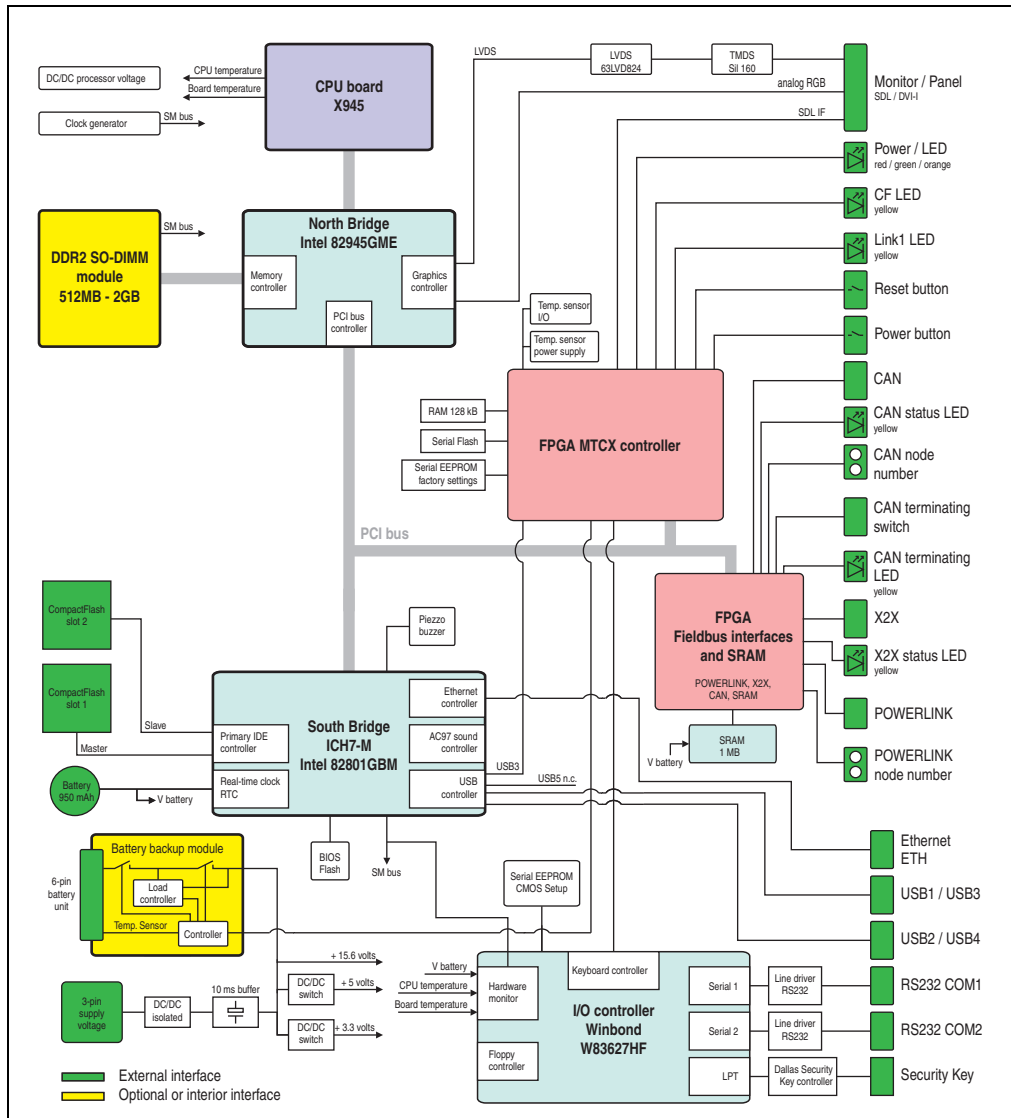 DC/DC processor voltage
CPU temperature
Board temperature
Clock generator
SM bus
CPU board
X945
LVDS
LVDS
63LVD824
TMDS
Sil 160
analog RGB
SDL IF
Monitor / Panel
SDL / DVI-I
Power / LED
red / green / orange
CF LED
yellow
Link1 LED
yellow
Reset button
Power button
CAN
CAN status LED
yellow
CAN node
number
CAN terminating
switch
CAN terminating
LED
yellow
X2X
X2X status LED
yellow
POWERLINK
POWERLINK
node number
DDR2 SO-DIMM
module
512MB - 2GB
SM bus
North Bridge
Intel 82945GME
Memory
controller
Graphics
controller
PCI bus
controller
Temp. sensor
I/O
Temp. sensor
power supply
RAM 128 kB
Serial Flash
Serial EEPROM
factory settings
FPGA MTCX controller
PCI bus
FPGA
Fieldbus interfaces
and SRAM
POWERLINK, X2X,
CAN, SRAM
V battery
SRAM
1 MB
CompactFlash
slot 2
CompactFlash
slot 1
Slave
Master
Battery
950 mAh
V battery
Piezzo
buzzer
South Bridge
ICH7-M
Intel 82801GBM
Primary IDE
controller
Real-time clock
RTC
Ethernet
controller
AC97 sound
controller
USB
controller
USB3
USB5 n.c.
BIOS
Flash
SM bus
Battery backup module
6-pin
battery
unit
Load
controller
Temp. Sensor
Controller
Serial EEPROM
CMOS Setup
Ethernet
ETH
USB1 / USB3
USB2 / USB4
RS232 COM1
RS232 COM2
Security Key
3-pin
supply
voltage
DC/DC
isolated
10 ms buffer
+ 15.6 volts
DC/DC
switch
+ 5 volts
DC/DC
switch
+ 3.3 volts
V battery
CPU temperature
Board temperature
Hardware
monitor
Keyboard controller
Floppy
controller
I/O controller
Winbond
W83627HF
Serial 1
Line driver
RS232
Serial 2
Line driver
RS232
LPT
Dallas Security
Key controller
External interface
Optional or interior interface